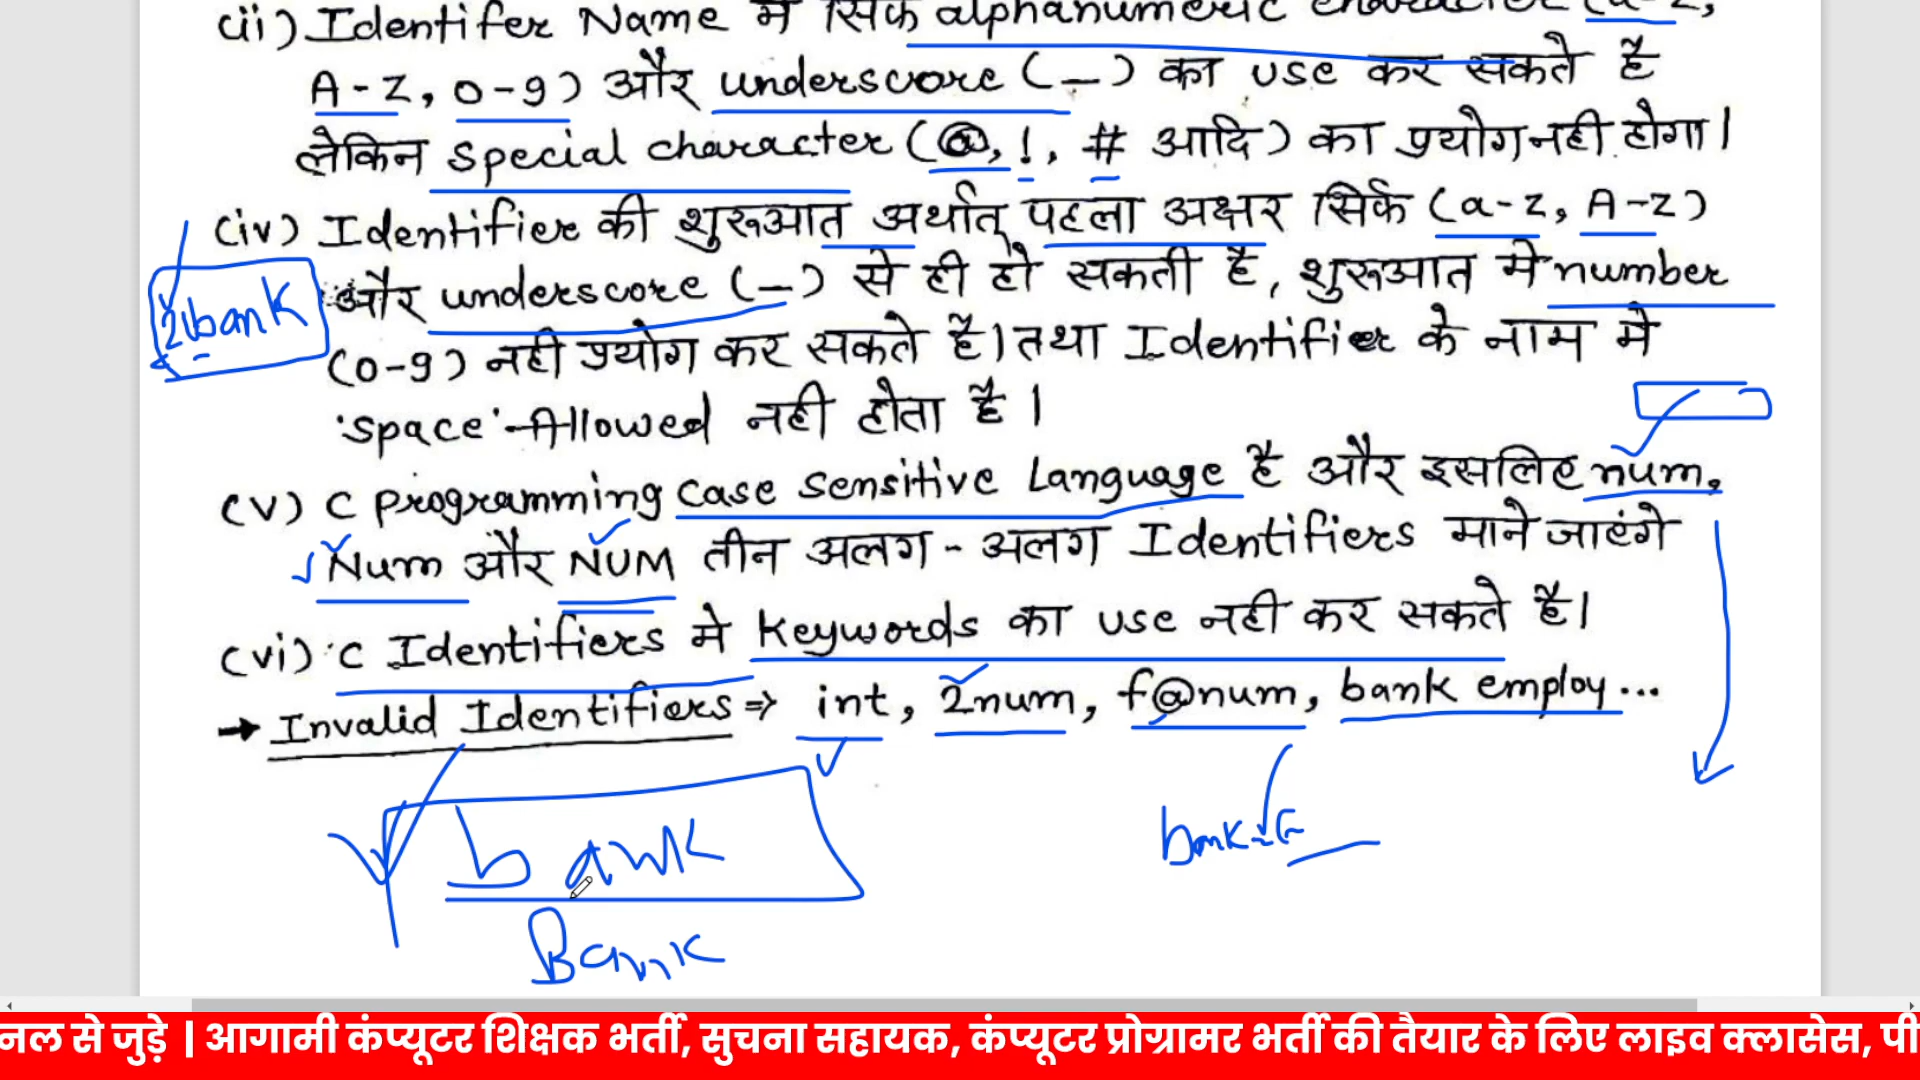 (iii) Identifer Name में सिर्फ alphanumeric character (a-z,
A-Z, 0-9) और underscore (_) का use कर सकते है
लेकिन special character (@, !, # आदि) का प्रयोग नही होगा।
(iv) Identifier की शुरूआत अर्थात् पहला अक्षर सिर्फ (a-z, A-Z)
और underscore (_) से ही हो सकती है, शुरूआत मे number
(0-9) नही प्रयोग कर सकते है। तथा Identifier के नाम मे
'space' Allowed नही होता है।
(v) C programming Case Sensitive Language है और इसलिए num,
Num और NUM तीन अलग-अलग Identifiers माने जाएंगे
(vi) C Identifiers मे Keywords का use नही कर सकते है।
→ Invalid Identifiers ⇒ int, 2num, f@num, bank employ...
bank
Bank
नल से जुड़े | आगामी कंप्यूटर शिक्षक भर्ती, सुचना सहायक, कंप्यूटर प्रोग्रामर भर्ती की तैयार के लिए लाइव क्लासेस, पी